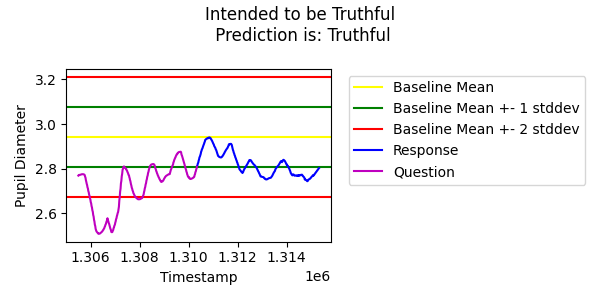 Intended to be Truthful
Prediction is: Truthful
3.2
3.0
2.8
2.6
Pupil Diameter
1.306 1.308 1.310 1.312 1.314
1e6
Timestamp
Baseline Mean
Baseline Mean +- 1 stddev
Baseline Mean +- 2 stddev
Response
Question